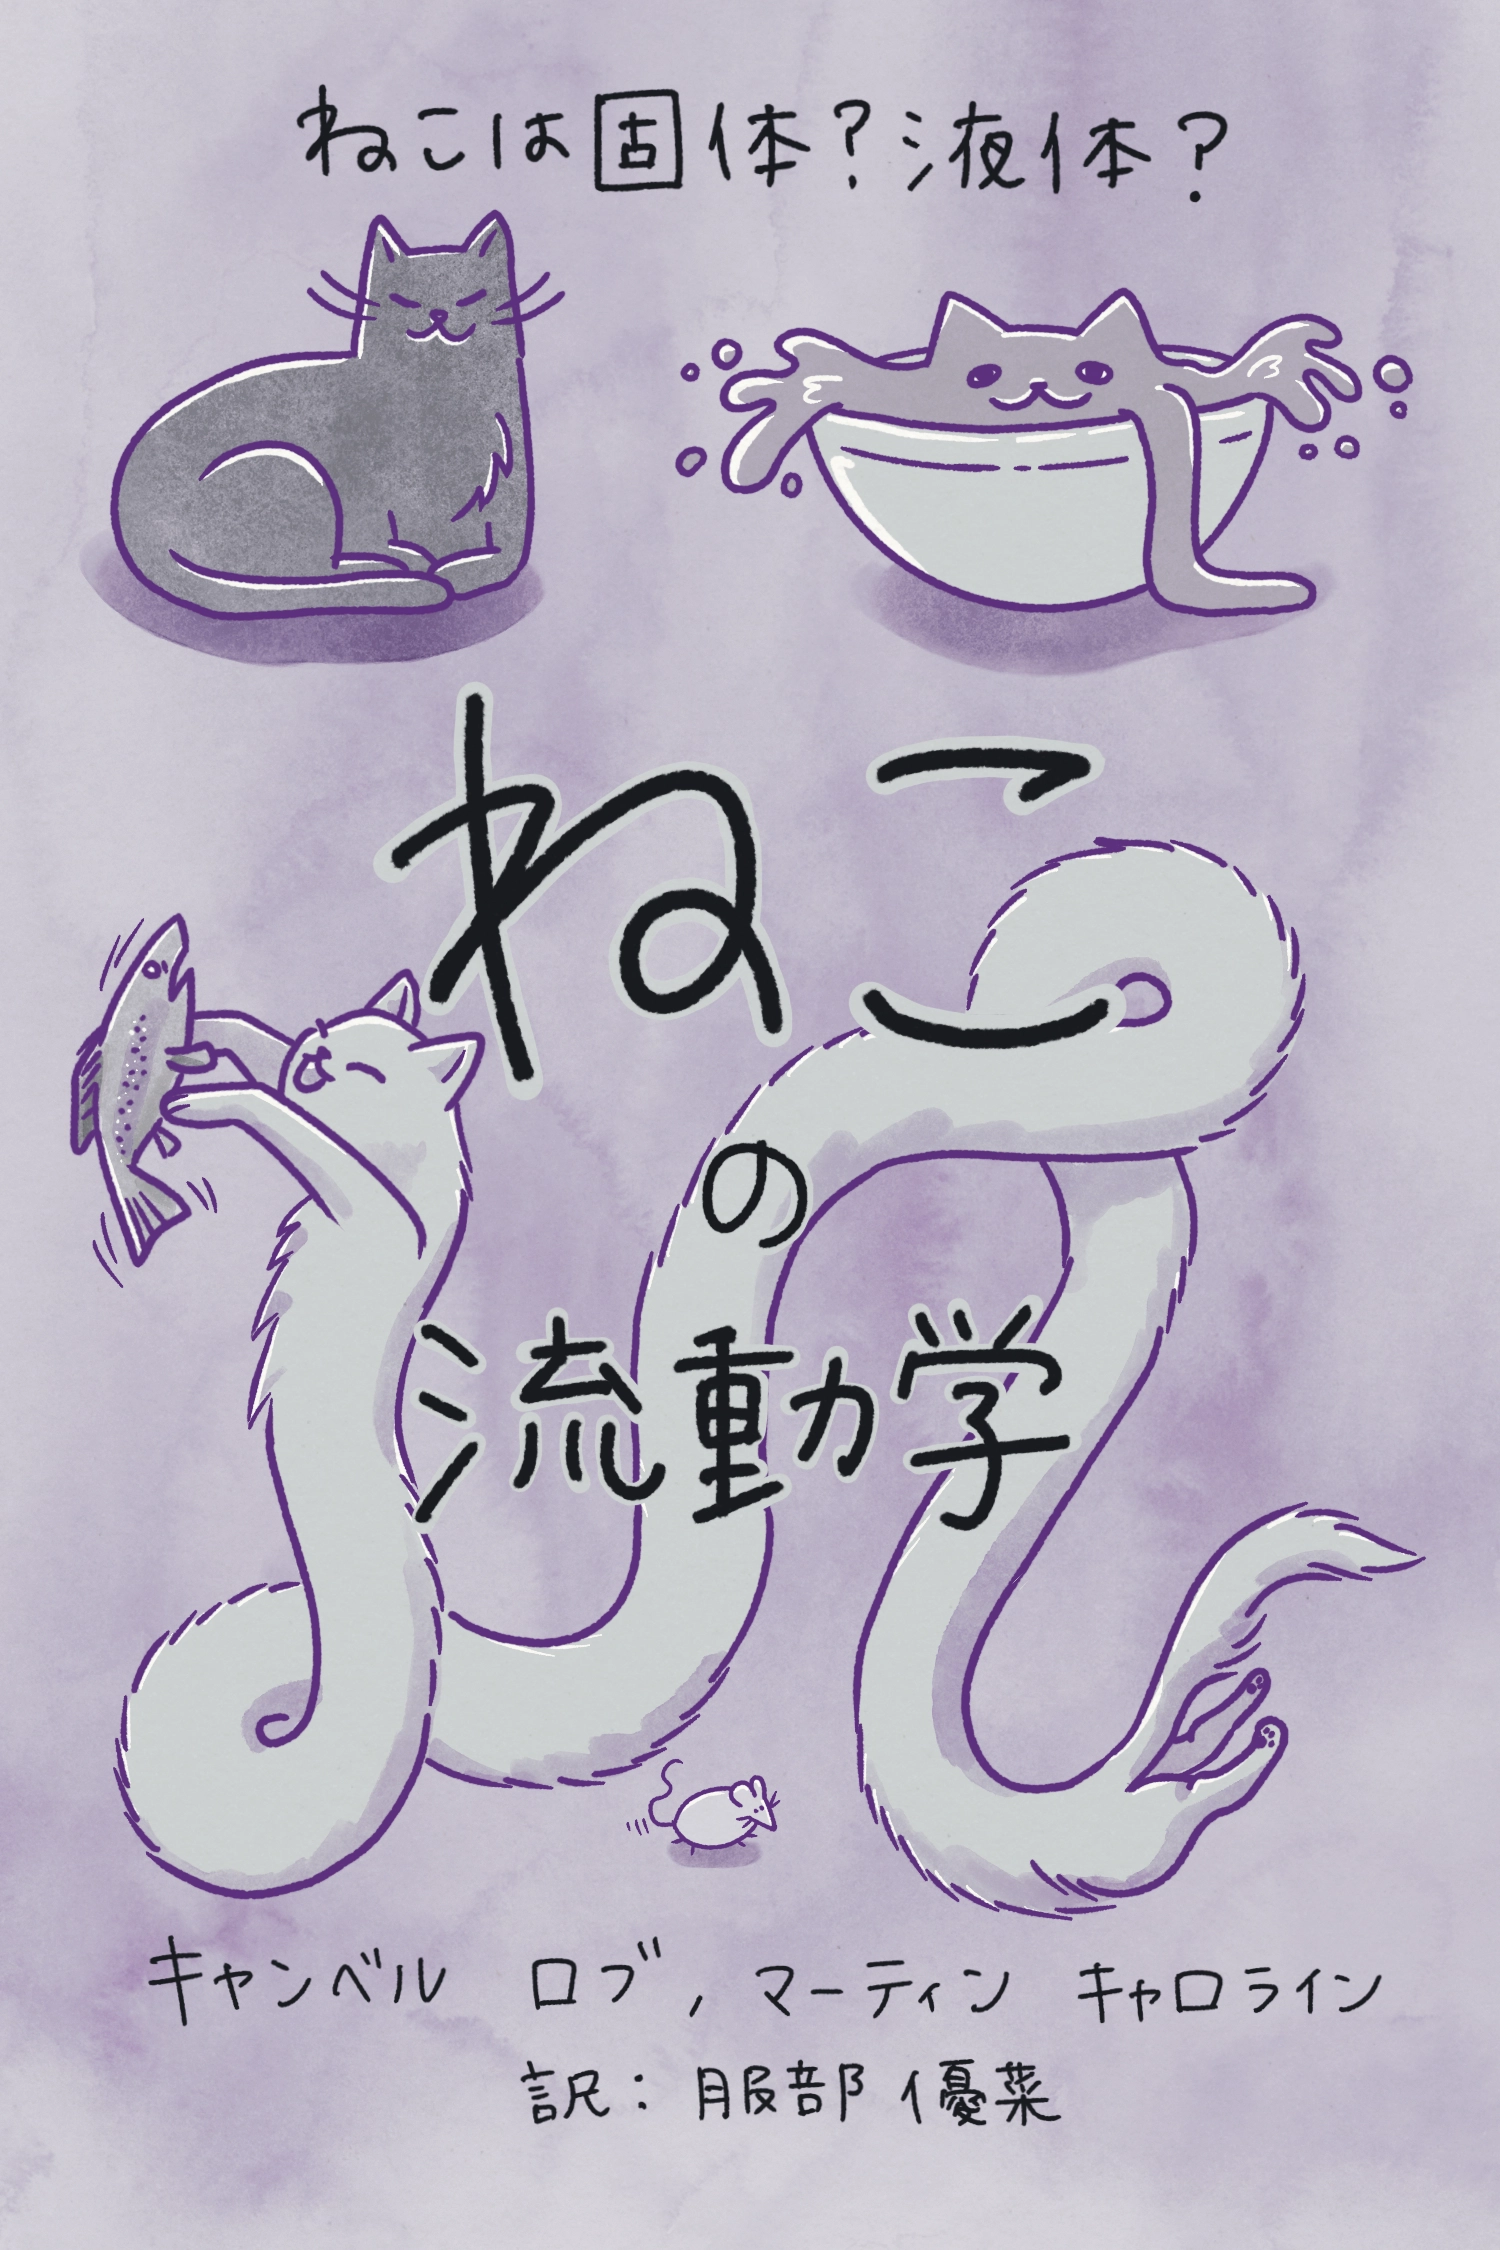 ねこは固体？液体？
ねこ
の
流動学
キャンベル ロブ, マーティン キャロライン
訳：服部 優菜